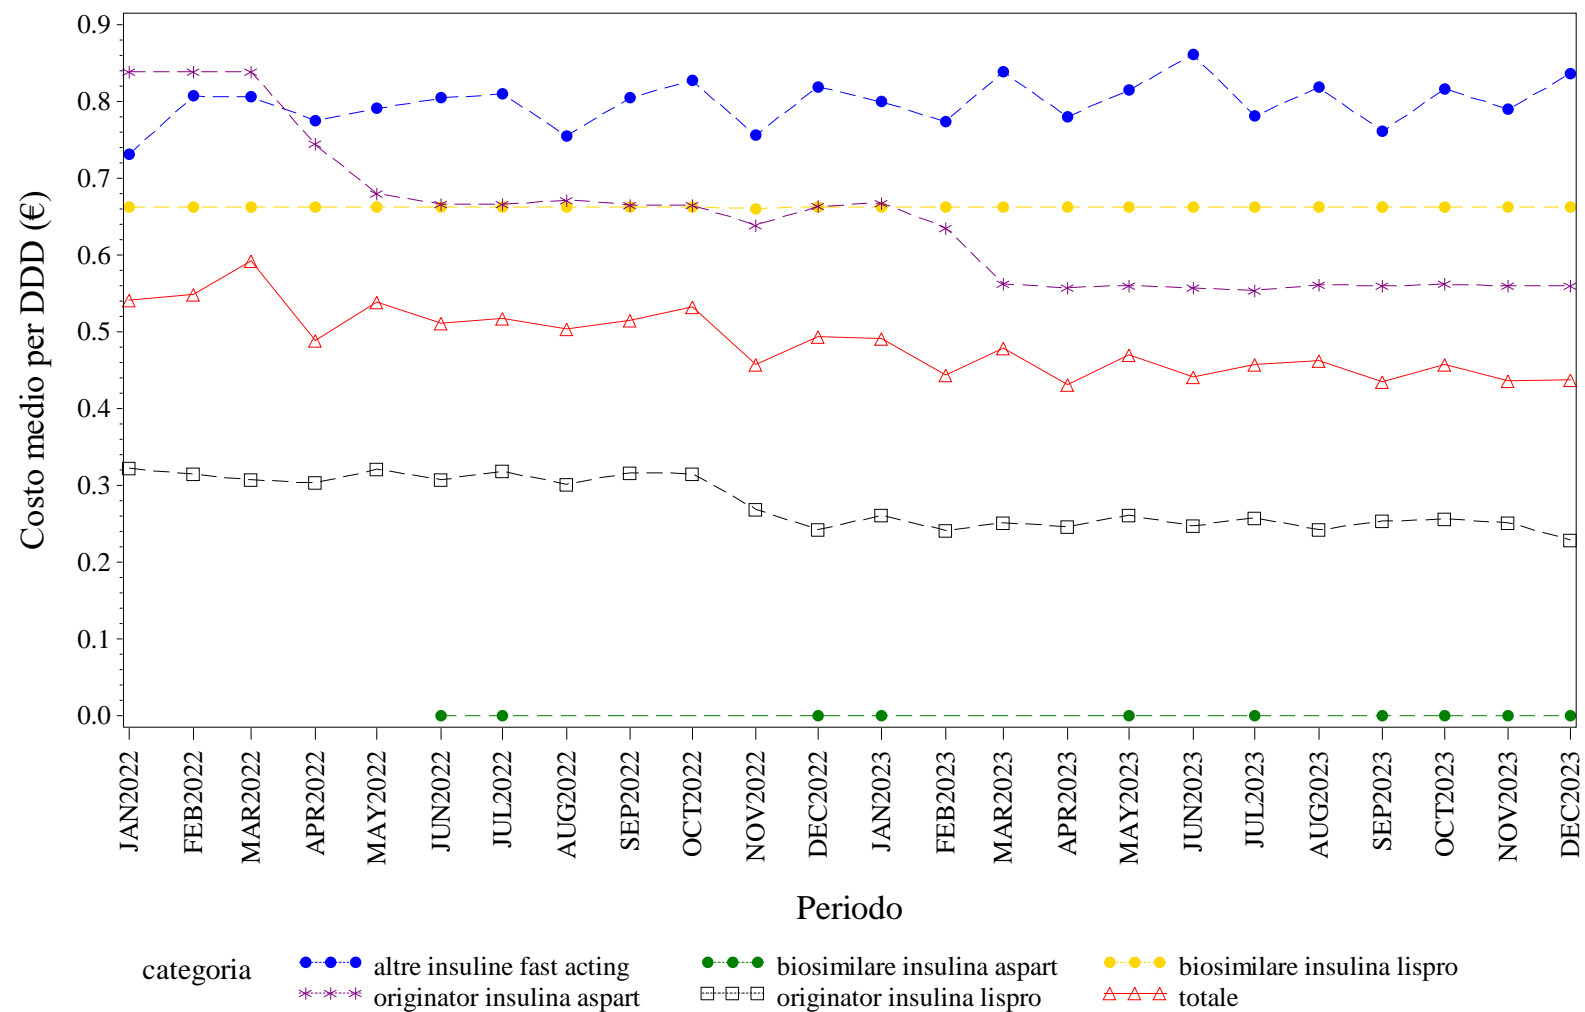 Costo medio per DDD (€)
0.9
0.8
0.7
0.6
0.5
0.4
0.3
0.2
0.1
0.0
JAN2022
FEB2022
MAR2022
APR2022
MAY2022
JUN2022
JUL2022
AUG2022
SEP2022
OCT2022
NOV2022
DEC2022
JAN2023
FEB2023
MAR2023
APR2023
MAY2023
JUN2023
JUL2023
AUG2023
SEP2023
OCT2023
NOV2023
DEC2023
Periodo
categoria
altre insuline fast acting
biosimilare insulina aspart
biosimilare insulina lispro
originator insulina aspart
originator insulina lispro
totale